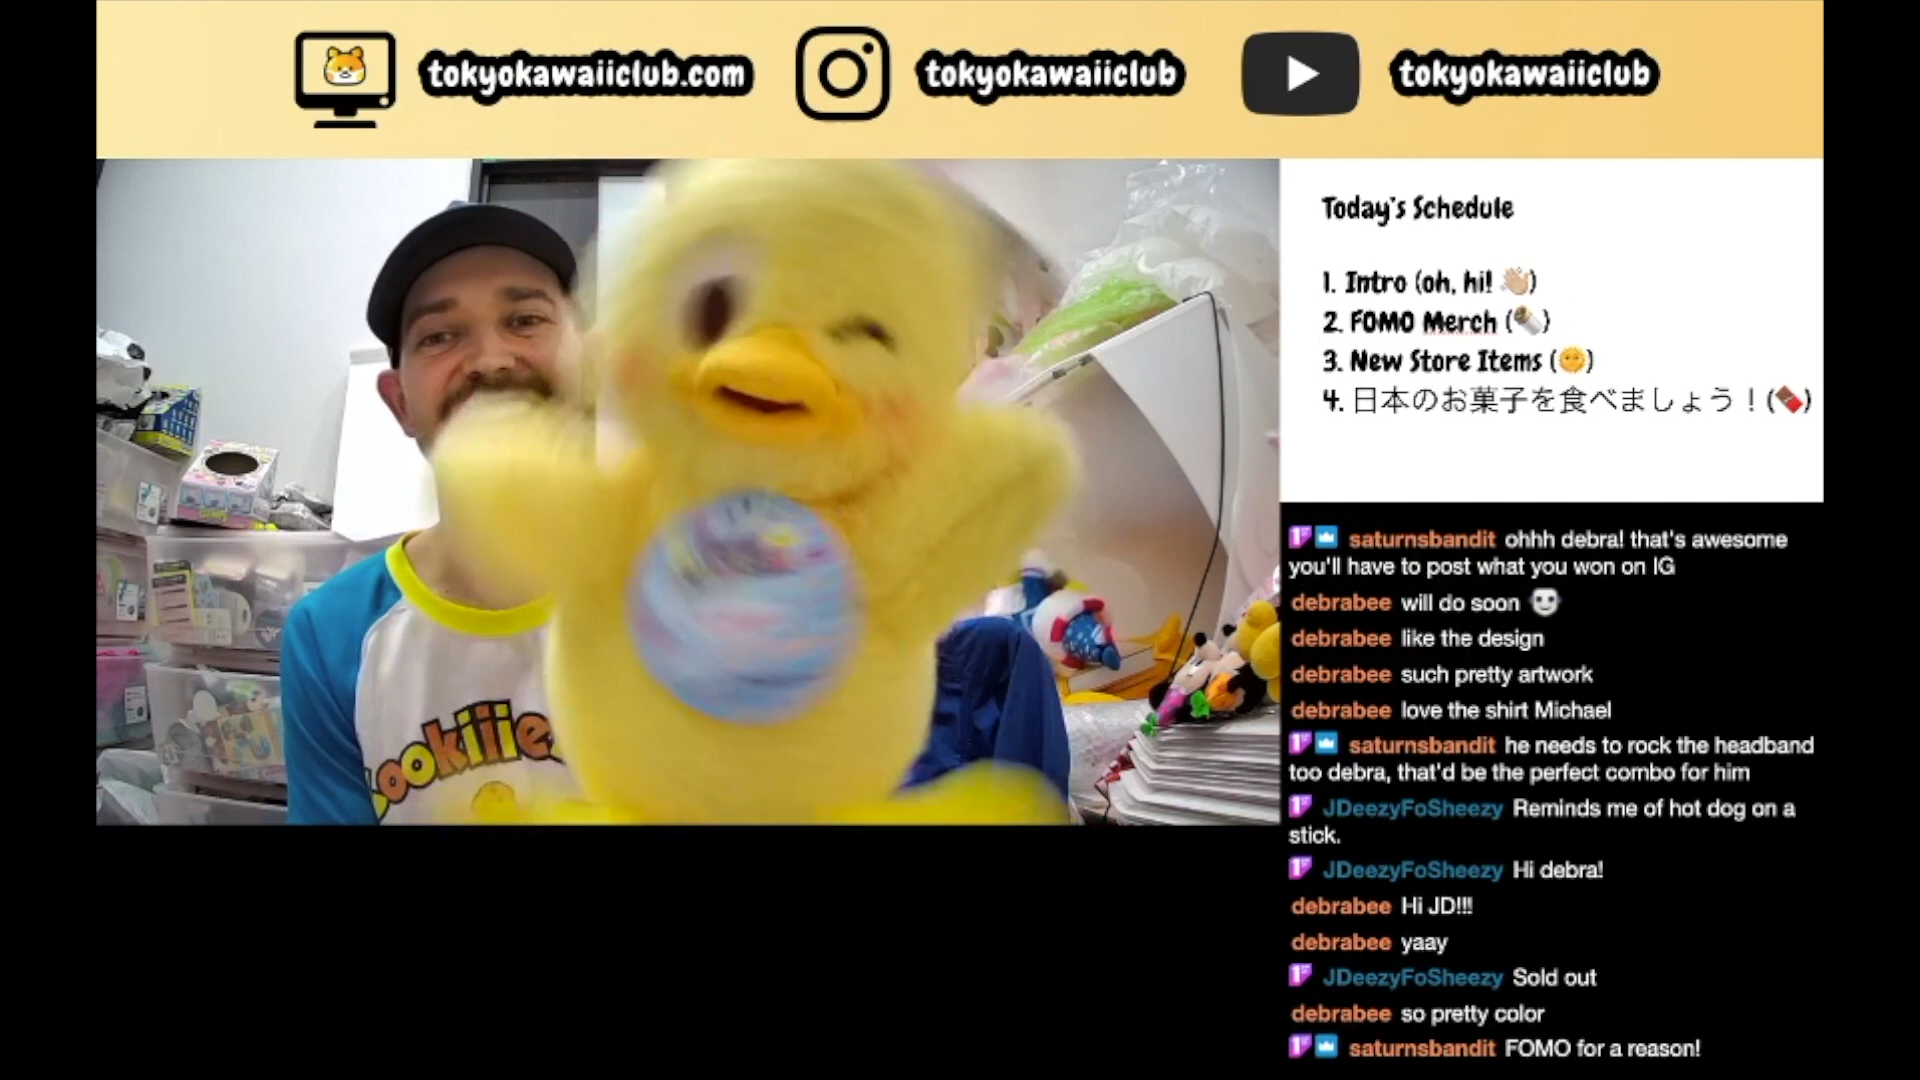 tokyokawaiiclub.com
tokyokawaiiclub
tokyokawaiiclub
Today's Schedule
1. Intro (oh, hi! 👋🏻)
2. FOMO Merch (🌯)
3. New Store Items (🌞)
4. 日本のお菓子を食べましょう！(🍫)
saturnsbandit ohhh debra! that's awesome
you'll have to post what you won on IG
debrabee will do soon
debrabee like the design
debrabee such pretty artwork
debrabee love the shirt Michael
saturnsbandit he needs to rock the headband
too debra, that'd be the perfect combo for him
JDeezyFoSheezy Reminds me of hot dog on a
stick.
JDeezyFoSheezy Hi debra!
debrabee Hi JD!!!
debrabee yaay
JDeezyFoSheezy Sold out
debrabee so pretty color
saturnsbandit FOMO for a reason!